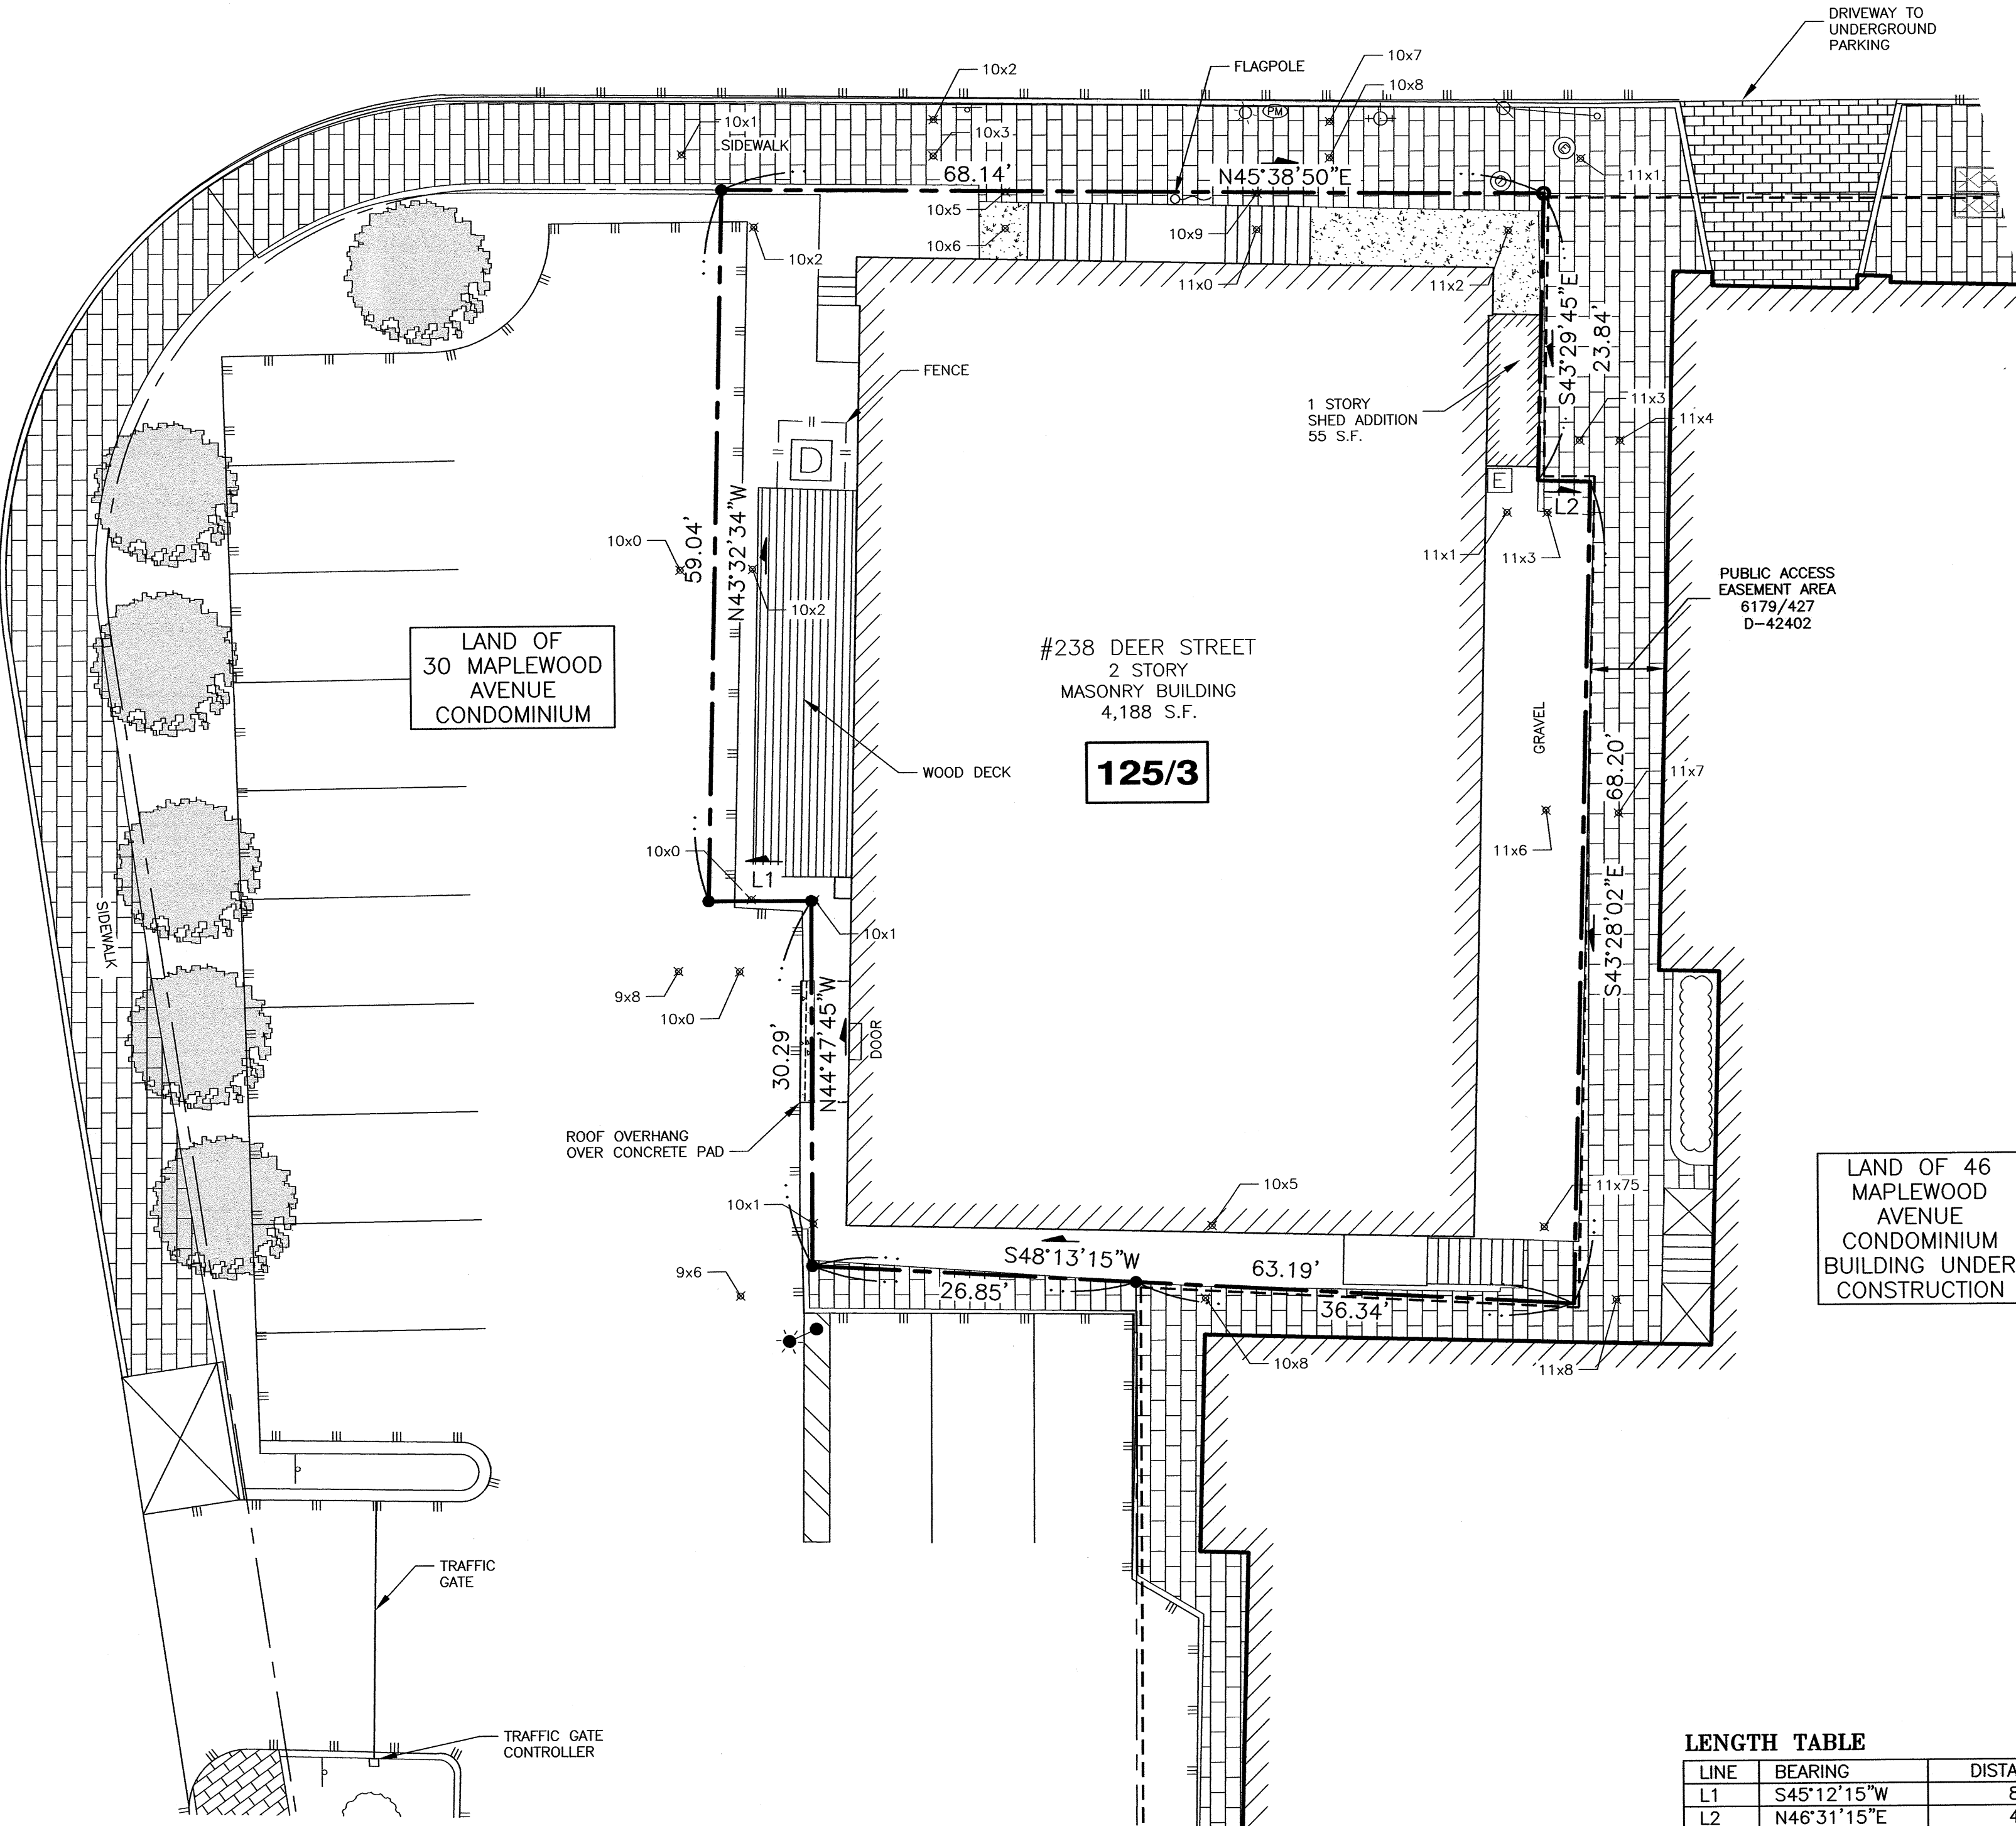 DRIVEWAY TO
UNDERGROUND
PARKING
10x7
FLAGPOLE
10x2
10x8
PM
10x1
10x3
SIDEWALK
11x1
68.14'
N45°38'50"E
10x5
10x9
10x6
10x2
11x0
11x2
S43°29'45"E
23.84'
FENCE
1 STORY
SHED ADDITION
55 S.F.
11x3
11x4
D
E
L2
10x0
59.04'
N43°32'34"W
11x1
11x3
PUBLIC ACCESS
EASEMENT AREA
6179/427
D-42402
10x2
LAND OF
30 MAPLEWOOD
AVENUE
CONDOMINIUM
#238 DEER STREET
2 STORY
MASONRY BUILDING
4,188 S.F.
125/3
GRAVEL
WOOD DECK
68.20'
11x7
10x0
11x6
L1
SIDEWALK
10x1
S43°28'02"E
9x8
10x0
30.29'
N44°47'45"W
DOOR
ROOF OVERHANG
OVER CONCRETE PAD
LAND OF 46
MAPLEWOOD
AVENUE
CONDOMINIUM
BUILDING UNDER
CONSTRUCTION
10x1
10x5
11x75
S48°13'15"W
63.19'
9x6
26.85'
36.34'
10x8
11x8
TRAFFIC
GATE
TRAFFIC GATE
CONTROLLER
LENGTH TABLE
LINE BEARING DISTA
L1 S45°12'15"W 8
L2 N46°31'15"E 4